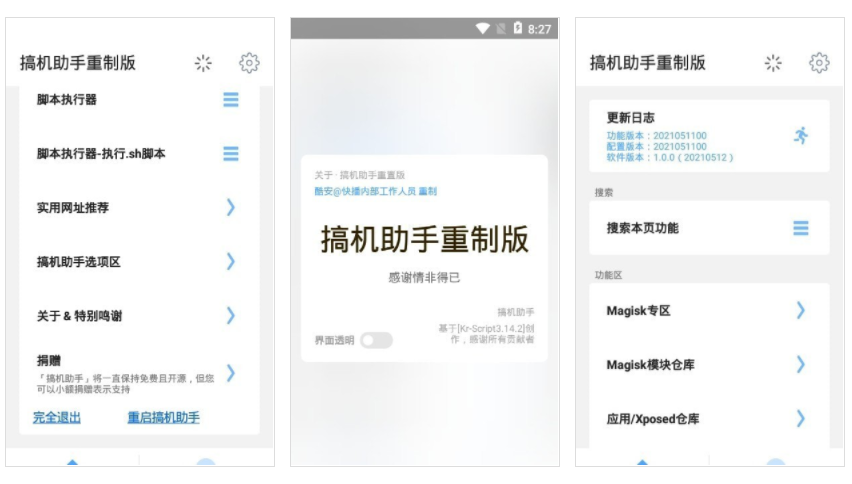 搞机助手重制版
脚本执行器
脚本执行器-执行.sh脚本
实用网址推荐
搞机助手选项区
关于 & 特别鸣谢
捐赠
「搞机助手」将一直保持免费且开源，但您
可以小额捐赠表示支持
完全退出 重启搞机助手
8:27
关于 · 搞机助手重置版
酷安@快播内部工作人员 重制
搞机助手重制版
感谢情非得已
搞机助手
基于[Kr-Script3.14.2]创
作，感谢所有贡献者
界面透明
搞机助手重制版
更新日志
功能版本：2021051100
配置版本：2021051100
软件版本：1.0.0 ( 20210512 )
搜索
搜索本页功能
功能区
Magisk专区
Magisk模块仓库
应用/Xposed仓库